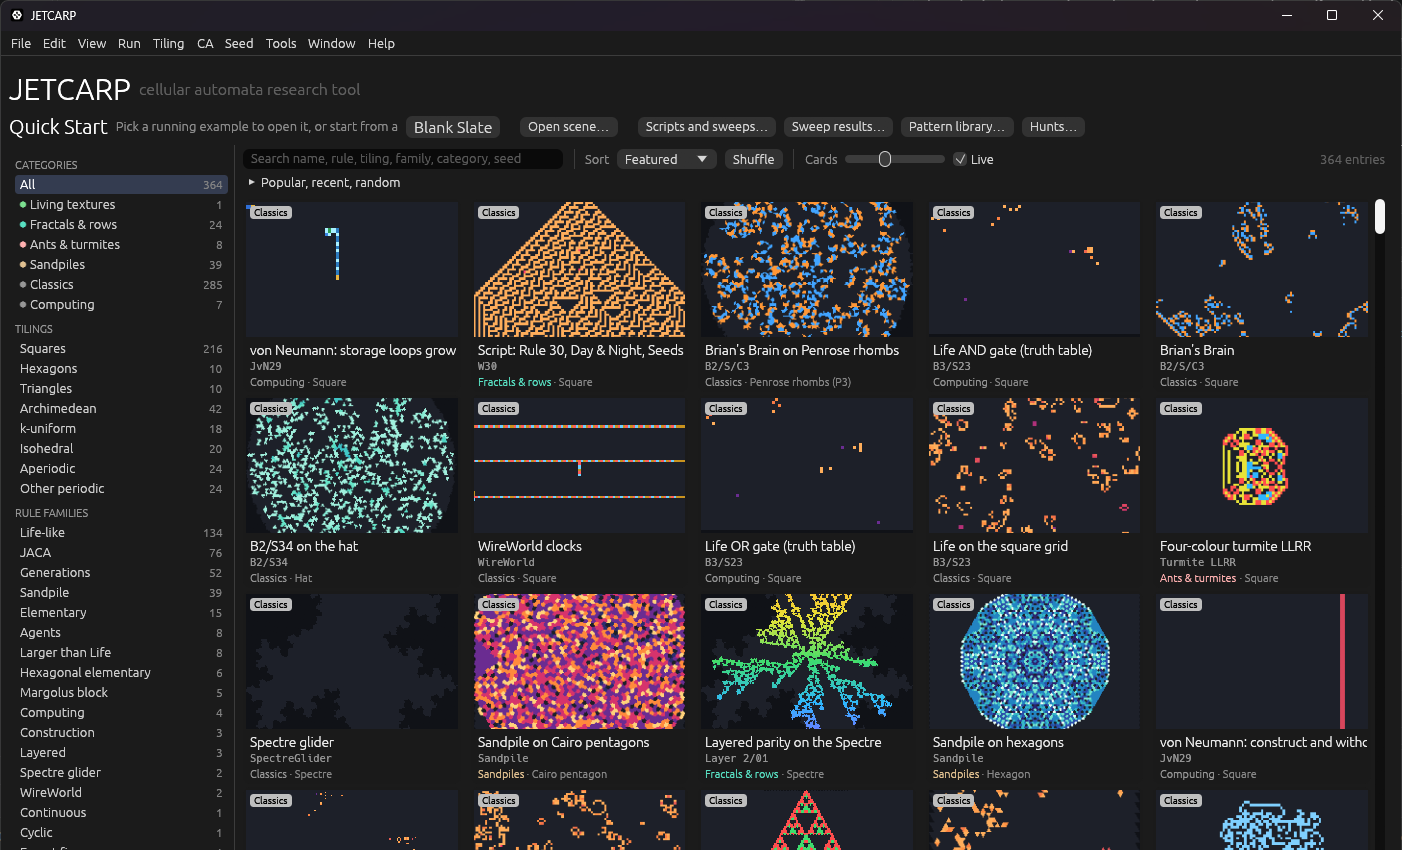 JETCARP
File Edit View Run Tiling CA Seed Tools Window Help
JETCARP cellular automata research tool
Quick Start Pick a running example to open it, or start from a Blank Slate Open scene... Scripts and sweeps... Sweep results... Pattern library... Hunts...
CATEGORIES
All 364
Living textures 1
Fractals & rows 24
Ants & turmites 8
Sandpiles 39
Classics 285
Computing 7
TILINGS
Squares 216
Hexagons 10
Triangles 10
Archimedean 42
k-uniform 18
Isohedral 20
Aperiodic 24
Other periodic 24
RULE FAMILIES
Life-like 134
JACA 76
Generations 52
Sandpile 39
Elementary 15
Agents 8
Larger than Life 8
Hexagonal elementary 6
Margolus block 5
Computing 4
Construction 3
Layered 3
Spectre glider 2
WireWorld 2
Continuous 1
Cyclic 1
Search name, rule, tiling, family, category, seed Sort Featured Shuffle Cards Live 364 entries
Popular, recent, random
Classics Classics Classics Classics Classics
von Neumann: storage loops grow Script: Rule 30, Day & Night, Seeds Brian's Brain on Penrose rhombs Life AND gate (truth table) Brian's Brain
JvN29 W30 B2/S/C3 B3/S23 B2/S/C3
Computing · Square Fractals & rows · Square Classics · Penrose rhombs (P3) Computing · Square Classics · Square
Classics Classics Classics Classics Classics
B2/S34 on the hat WireWorld clocks Life OR gate (truth table) Life on the square grid Four-colour turmite LLRR
B2/S34 WireWorld B3/S23 B3/S23 Turmite LLRR
Classics · Hat Classics · Square Computing · Square Classics · Square Ants & turmites · Square
Classics Classics Classics Classics Classics
Spectre glider Sandpile on Cairo pentagons Layered parity on the Spectre Sandpile on hexagons von Neumann: construct and withd
SpectreGlider Sandpile Layer 2/01 Sandpile JvN29
Classics · Spectre Sandpiles · Cairo pentagon Fractals & rows · Spectre Sandpiles · Hexagon Computing · Square
Classics Classics Classics Classics Classics